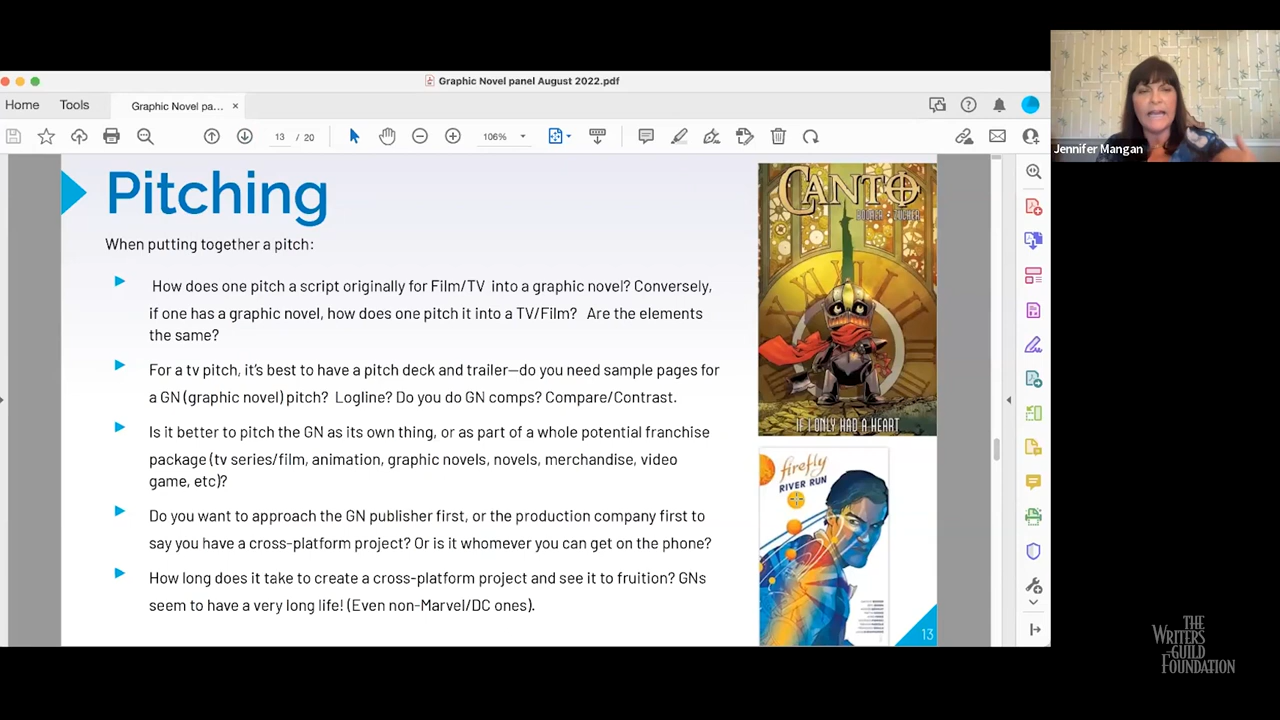 Graphic Novel panel August 2022.pdf
Home
Tools
Graphic Novel pa...
×
13 / 20
106%
Jennifer Mangan
Pitching
When putting together a pitch:
How does one pitch a script originally for Film/TV into a graphic novel? Conversely,
if one has a graphic novel, how does one pitch it into a TV/Film? Are the elements
the same?
For a tv pitch, it's best to have a pitch deck and trailer—do you need sample pages for
a GN (graphic novel) pitch? Logline? Do you do GN comps? Compare/Contrast.
Is it better to pitch the GN as its own thing, or as part of a whole potential franchise
package (tv series/film, animation, graphic novels, novels, merchandise, video
game, etc)?
Do you want to approach the GN publisher first, or the production company first to
say you have a cross-platform project? Or is it whomever you can get on the phone?
How long does it take to create a cross-platform project and see it to fruition? GNs
seem to have a very long life! (Even non-Marvel/DC ones).
CANTO
IF I ONLY HAD A HEART
firefly
RIVER RUN
13
THE
WRITERS
GUILD
FOUNDATION